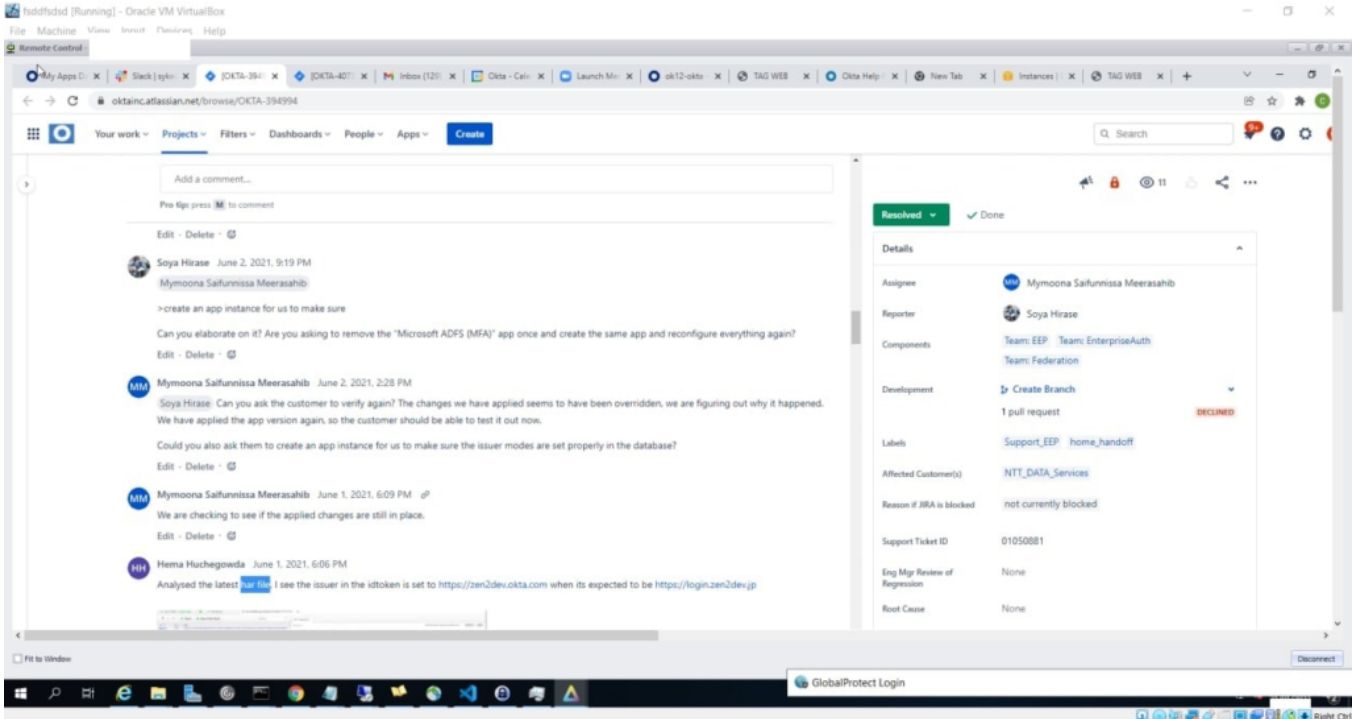 fsddfsdsd [Running] - Oracle VM VirtualBox
File Machine View Input Devices Help
Remote Control -
My Apps D
Slack | syk
[OKTA-394
[OKTA-407
Inbox (129
Okta - Cale
Launch Me
ok12-okta
TAG WEB
Okta Help
New Tab
Instances |
TAG WEB
oktainc.atlassian.net/browse/OKTA-394994
Your work Projects Filters Dashboards People Apps Create Search 9+
Add a comment...
Pro tip: press M to comment
Edit · Delete ·
Soya Hirase June 2, 2021, 9:19 PM
Mymoona Saifunnissa Meerasahib
>create an app instance for us to make sure
Can you elaborate on it? Are you asking to remove the "Microsoft ADFS (MFA)" app once and create the same app and reconfigure everything again?
Edit · Delete ·
MM Mymoona Saifunnissa Meerasahib June 2, 2021, 2:28 PM
Soya Hirase Can you ask the customer to verify again? The changes we have applied seems to have been overridden, we are figuring out why it happened.
We have applied the app version again, so the customer should be able to test it out now.
Could you also ask them to create an app instance for us to make sure the issuer modes are set properly in the database?
Edit · Delete ·
MM Mymoona Saifunnissa Meerasahib June 1, 2021, 6:09 PM
We are checking to see if the applied changes are still in place.
Edit · Delete ·
HH Hema Huchegowda June 1, 2021, 6:06 PM
Analysed the latest har file, I see the issuer in the idtoken is set to https://zen2dev.okta.com when its expected to be https://login.zen2dev.jp
11
Resolved Done
Details
Assignee MM Mymoona Saifunnissa Meerasahib
Reporter Soya Hirase
Components Team: EEP Team: EnterpriseAuth
Team: Federation
Development Create Branch
1 pull request DECLINED
Labels Support_EEP home_handoff
Affected Customer(s) NTT_DATA_Services
Reason if JIRA is blocked not currently blocked
Support Ticket ID 01050881
Eng Mgr Review of Regression None
Root Cause None
Fit to Window
Disconnect
GlobalProtect Login
Right Ctrl